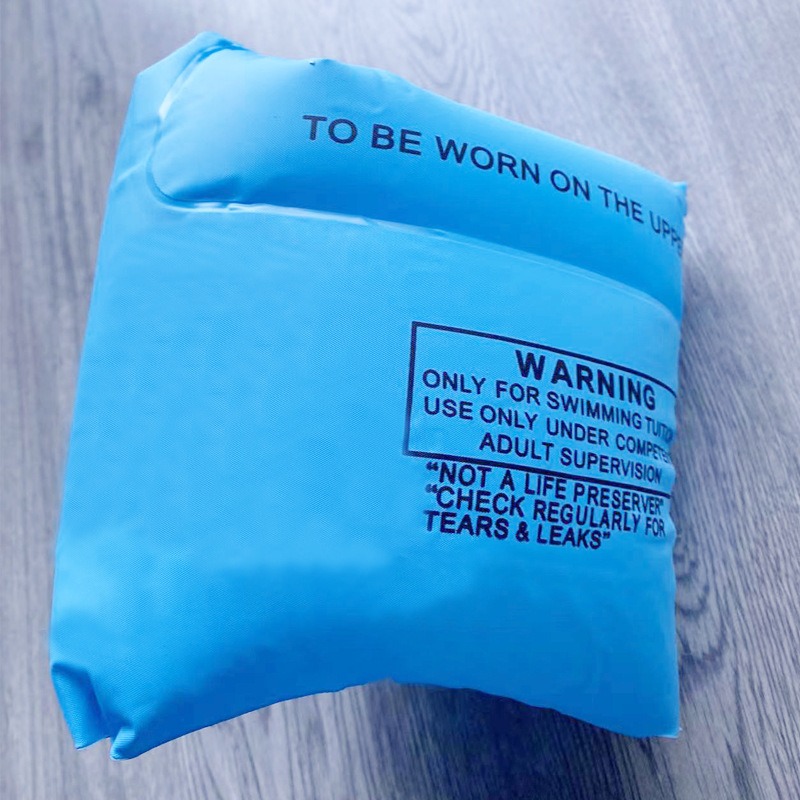 TO BE WORN ON THE
WARNING
ONLY FOR SWIMMING
USE ONLY UNDER
ADULT SUPERVISION
“NOT A LIFE PRESERVER”
“CHECK REGULARLY FOR
TEARS & LEAKS”